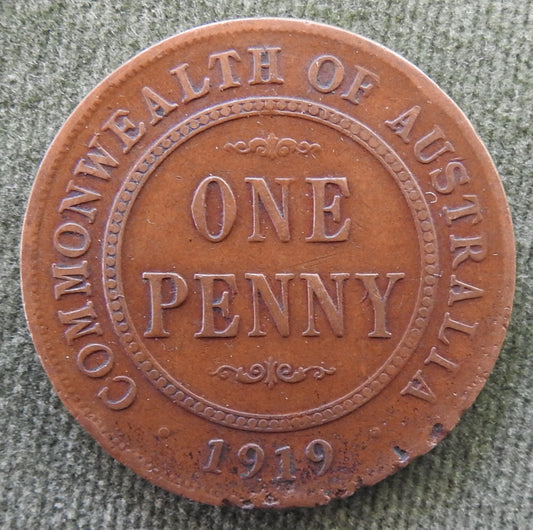 COMMONWEALTH OF AUSTRALIA
ONE
PENNY
1919